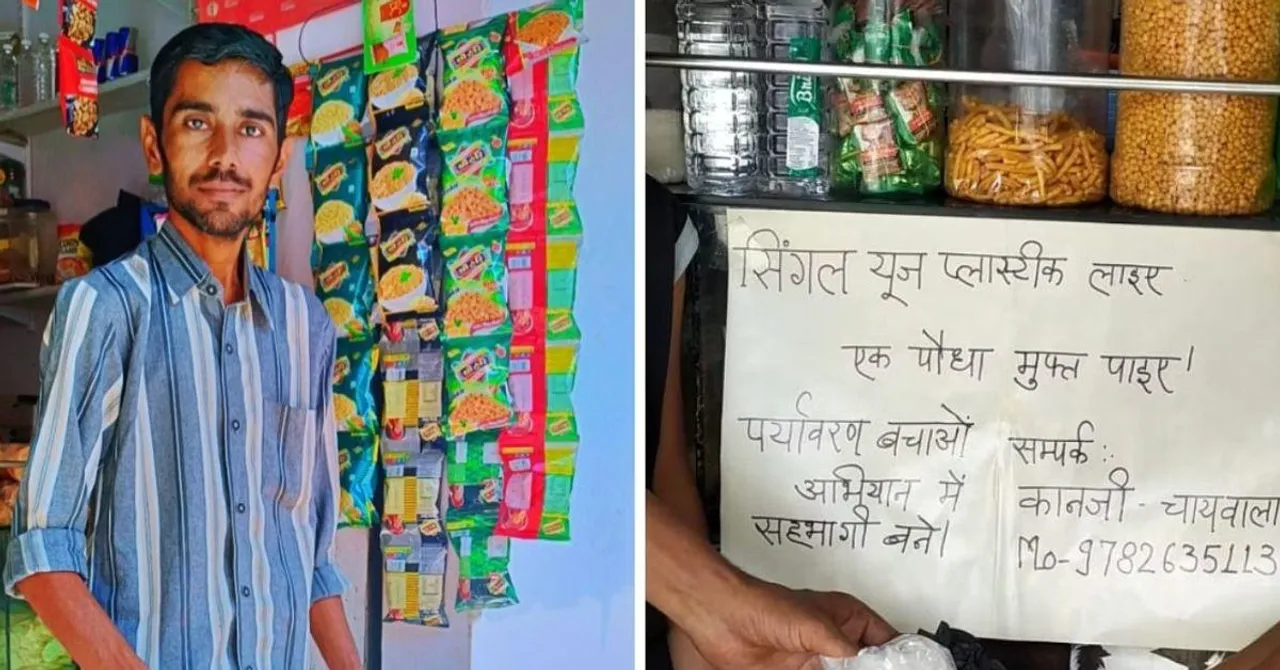 सिंगल यूज प्लास्टीक लाइए
एक पौधा मुफ्त पाइए!
पर्यावरण बचाओं
अभियान में
सहभागी बने।
सम्पर्क:
कानजी - चायवाला
Mo-9782635113